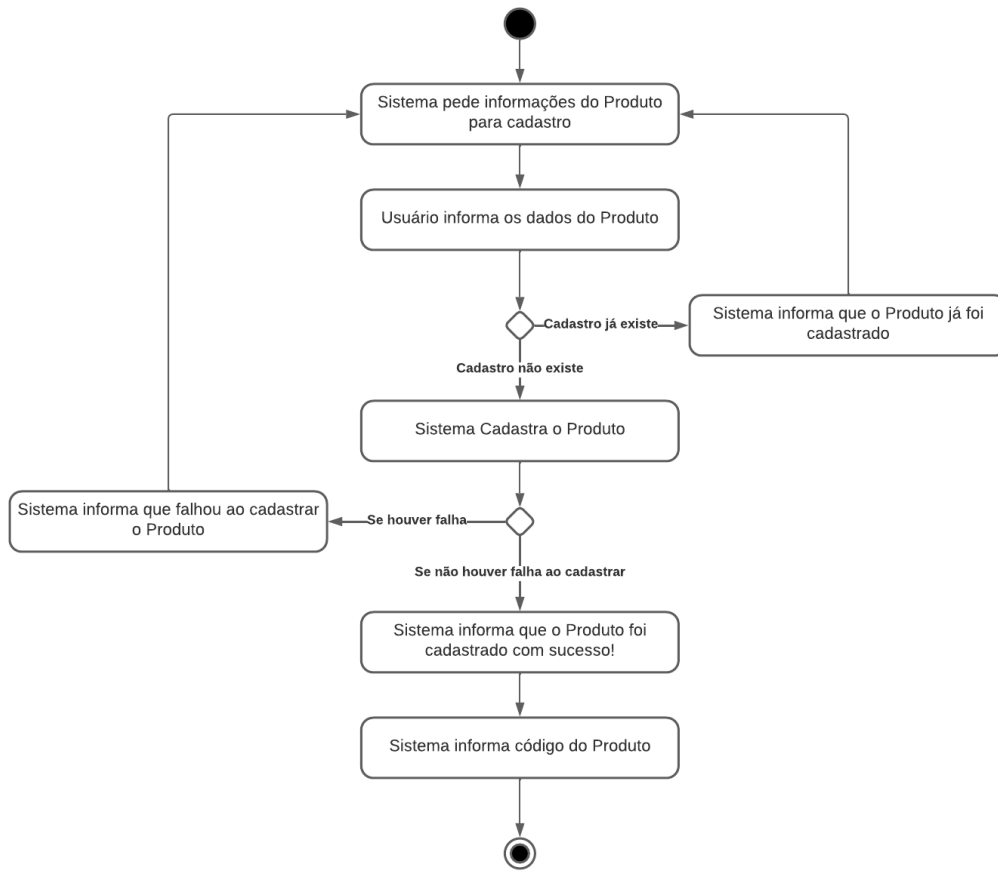 Sistema pede informações do Produto
para cadastro
Usuário informa os dados do Produto
Cadastro já existe
Sistema informa que o Produto já foi
cadastrado
Cadastro não existe
Sistema Cadastra o Produto
Sistema informa que falhou ao cadastrar
o Produto
Se houver falha
Se não houver falha ao cadastrar
Sistema informa que o Produto foi
cadastrado com sucesso!
Sistema informa código do Produto